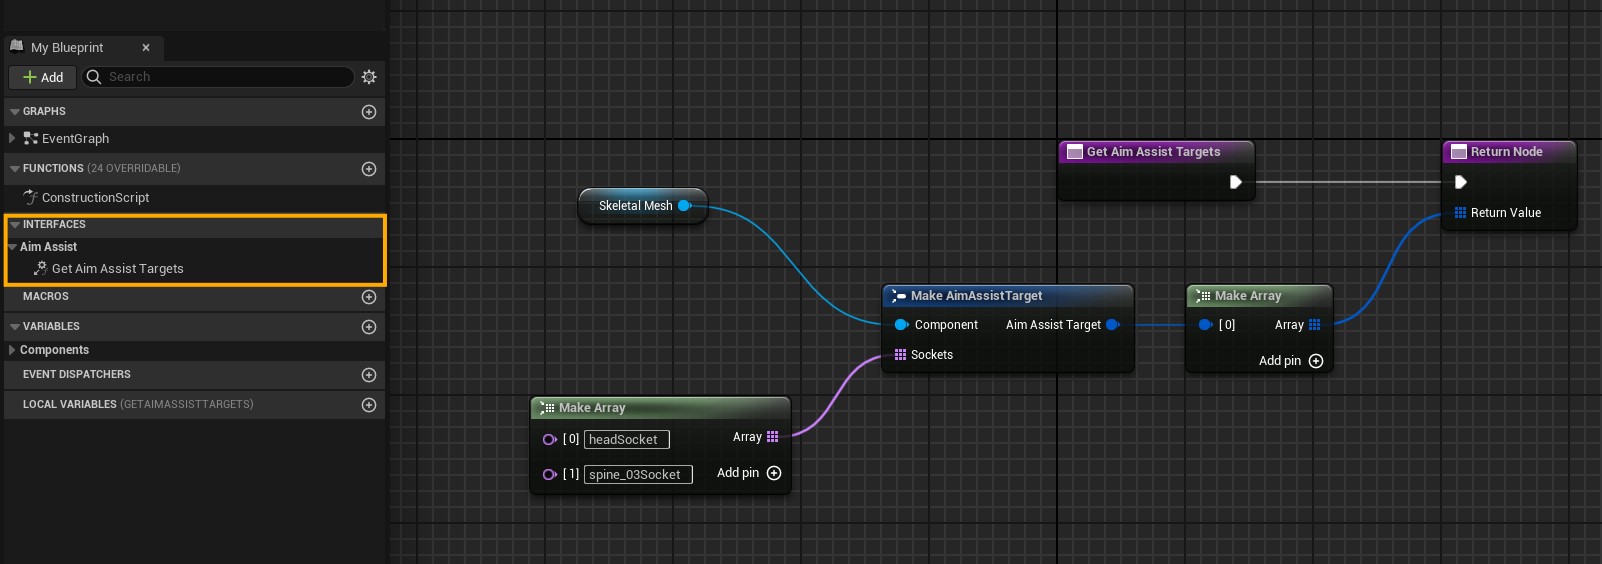 My Blueprint
Add
Search
GRAPHS
EventGraph
FUNCTIONS (24 OVERRIDABLE)
ConstructionScript
INTERFACES
Aim Assist
Get Aim Assist Targets
MACROS
VARIABLES
Components
EVENT DISPATCHERS
LOCAL VARIABLES (GETAIMASSISTTARGETS)
Get Aim Assist Targets
Return Node
Return Value
Skeletal Mesh
Make AimAssistTarget
Component Aim Assist Target
Sockets
Make Array
[ 0] Array
Add pin
Make Array
[ 0] headSocket Array
[ 1] spine_03Socket Add pin